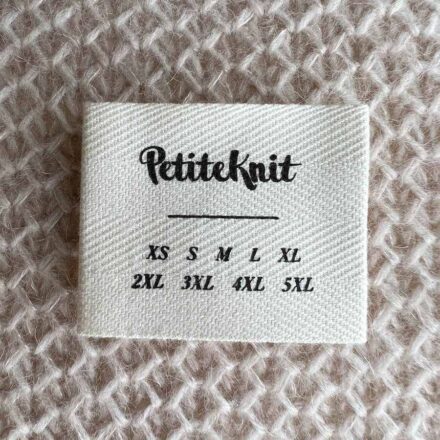 PetiteKnit
XS S M L XL
2XL 3XL 4XL 5XL